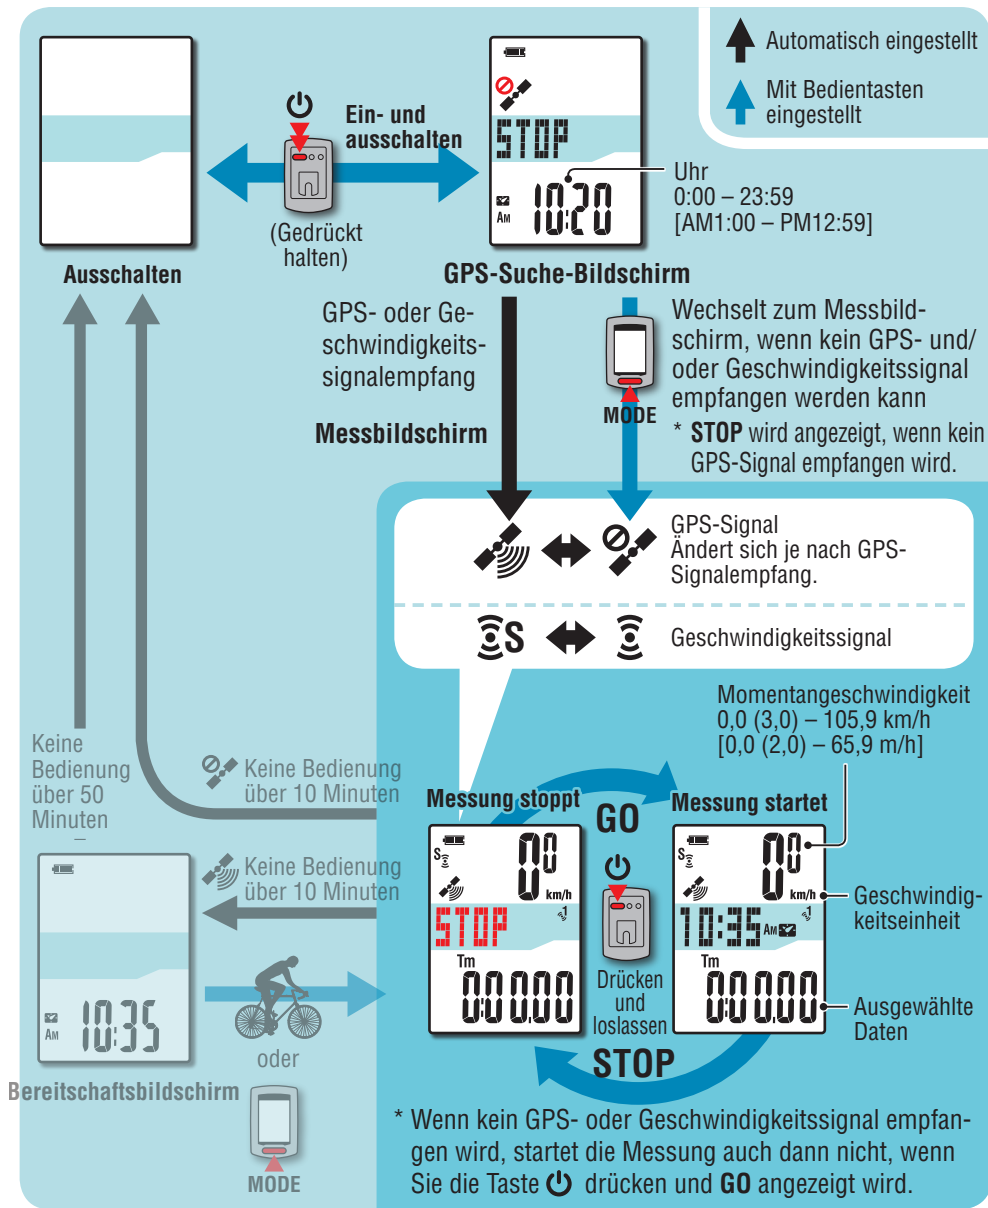 Automatisch eingestellt
Mit Bedientasten
eingestellt
Ein- und
ausschalten
(Gedrückt
halten)
STOP
AM
10:20
Uhr
0:00 – 23:59
[AM1:00 – PM12:59]
Ausschalten
GPS-Suche-Bildschirm
GPS- oder Ge-
schwindigkeits-
signalempfang
MODE
Wechselt zum Messbild-
schirm, wenn kein GPS- und/
oder Geschwindigkeitssignal
empfangen werden kann
* STOP wird angezeigt, wenn kein
GPS-Signal empfangen wird.
Messbildschirm
GPS-Signal
Ändert sich je nach GPS-
Signalempfang.
S
Geschwindigkeitssignal
Momentangeschwindigkeit
0,0 (3,0) – 105,9 km/h
[0,0 (2,0) – 65,9 m/h]
Keine
Bedienung
über 50
Minuten
Keine Bedienung
über 10 Minuten
Keine Bedienung
über 10 Minuten
AM
10:35
Bereitschaftsbildschirm
oder
MODE
Messung stoppt
S
00
km/h
STOP
1
Tm
0:00.00
GO
Drücken
und
loslassen
STOP
Messung startet
S
00
km/h
10:35 AM
1
Tm
0:00.00
Geschwindig-
keitseinheit
Ausgewählte
Daten
* Wenn kein GPS- oder Geschwindigkeitssignal empfan-
gen wird, startet die Messung auch dann nicht, wenn
Sie die Taste drücken und GO angezeigt wird.